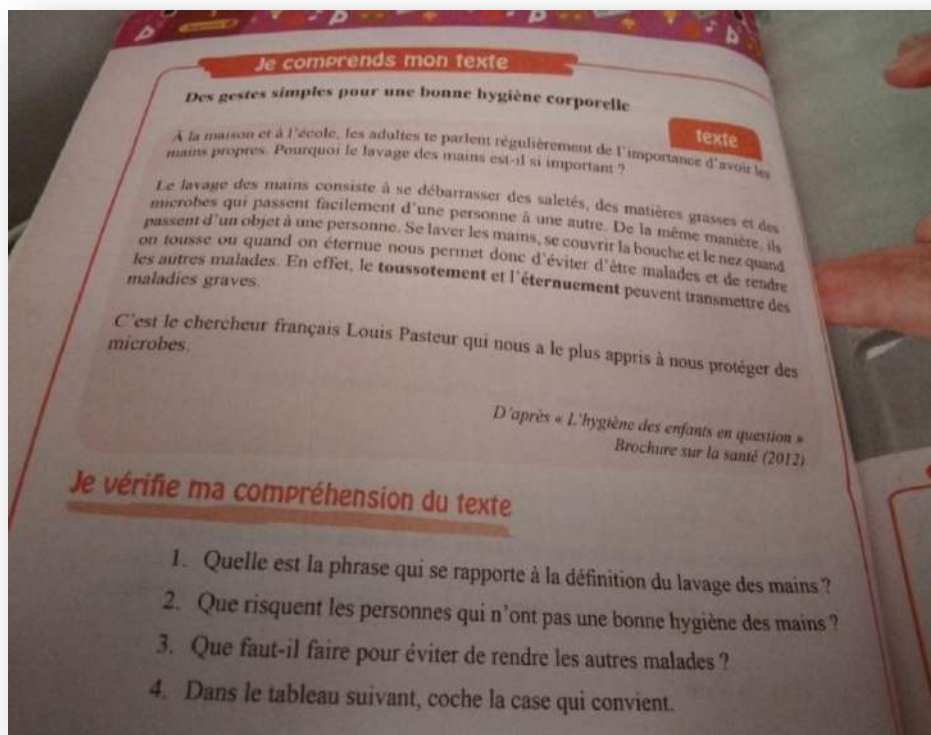 Je comprends mon texte
Des gestes simples pour une bonne hygiène corporelle
texte
À la maison et à l'école, les adultes te parlent régulièrement de l'importance d'avoir les
mains propres. Pourquoi le lavage des mains est-il si important ?
Le lavage des mains consiste à se débarrasser des saletés, des matières grasses et des
microbes qui passent facilement d'une personne à une autre. De la même manière, ils
passent d'un objet à une personne. Se laver les mains, se couvrir la bouche et le nez quand
on tousse ou quand on éternue nous permet donc d'éviter d'être malades et de rendre
les autres malades. En effet, le toussotement et l'éternuement peuvent transmettre des
maladies graves.
C'est le chercheur français Louis Pasteur qui nous a le plus appris à nous protéger des
microbes.
D'après « L'hygiène des enfants en question »
Brochure sur la santé (2012)
Je vérifie ma compréhension du texte
1. Quelle est la phrase qui se rapporte à la définition du lavage des mains ?
2. Que risquent les personnes qui n'ont pas une bonne hygiène des mains ?
3. Que faut-il faire pour éviter de rendre les autres malades ?
4. Dans le tableau suivant, coche la case qui convient.